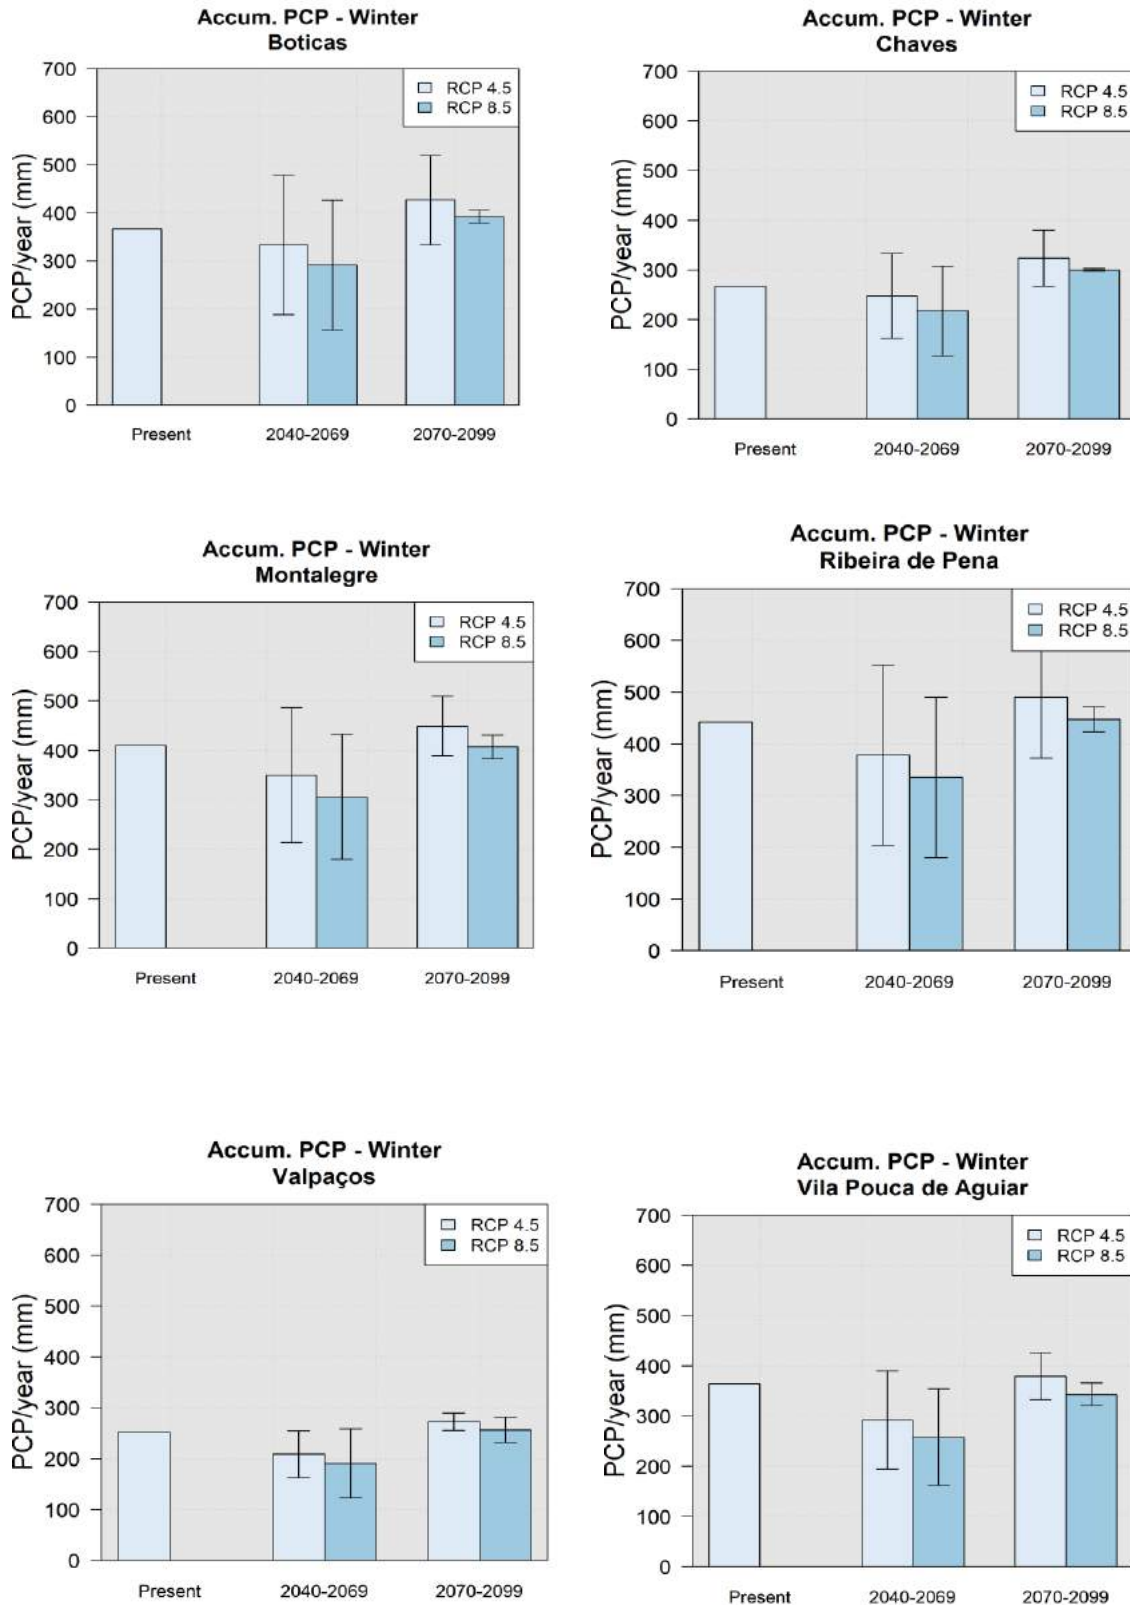 Accum. PCP - Winter
Boticas
700
600
500
400
300
200
100
0
PCP/year (mm)
RCP 4.5
RCP 8.5
Present
2040-2069
2070-2099
Accum. PCP - Winter
Chaves
700
600
500
400
300
200
100
0
PCP/year (mm)
RCP 4.5
RCP 8.5
Present
2040-2069
2070-2099
Accum. PCP - Winter
Montalegre
700
600
500
400
300
200
100
0
PCP/year (mm)
RCP 4.5
RCP 8.5
Present
2040-2069
2070-2099
Accum. PCP - Winter
Ribeira de Pena
700
600
500
400
300
200
100
0
PCP/year (mm)
RCP 4.5
RCP 8.5
Present
2040-2069
2070-2099
Accum. PCP - Winter
Valpaços
700
600
500
400
300
200
100
0
PCP/year (mm)
RCP 4.5
RCP 8.5
Present
2040-2069
2070-2099
Accum. PCP - Winter
Vila Pouca de Aguiar
700
600
500
400
300
200
100
0
PCP/year (mm)
RCP 4.5
RCP 8.5
Present
2040-2069
2070-2099